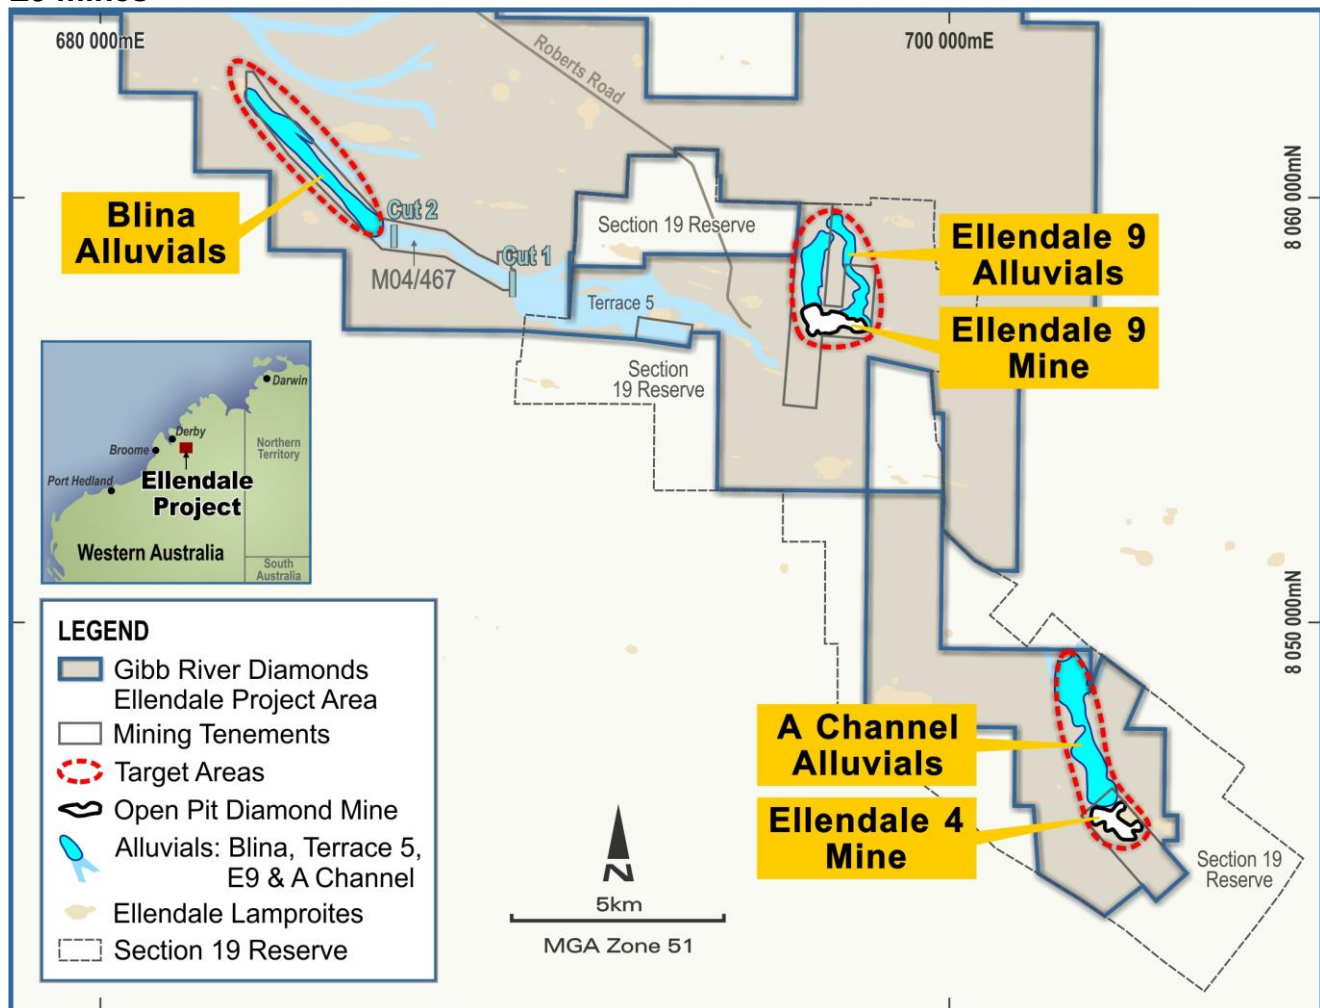 680 000mE
700 000mE
Roberts Road
8 060 000mN
Blina
Alluvials
Cut 2
Section 19 Reserve
Ellendale 9
Alluvials
Cut 1
M04/467
Terrace 5
Ellendale 9
Mine
Section
19 Reserve
Darwin
Derby
Broome
Northern
Territory
Port Hedland
Ellendale
Project
Western Australia
South
Australia
8 050 000mN
LEGEND
Gibb River Diamonds
Ellendale Project Area
Mining Tenements
Target Areas
Open Pit Diamond Mine
Alluvials: Blina, Terrace 5,
E9 & A Channel
Ellendale Lamproites
Section 19 Reserve
A Channel
Alluvials
Ellendale 4
Mine
Section 19
Reserve
N
5km
MGA Zone 51